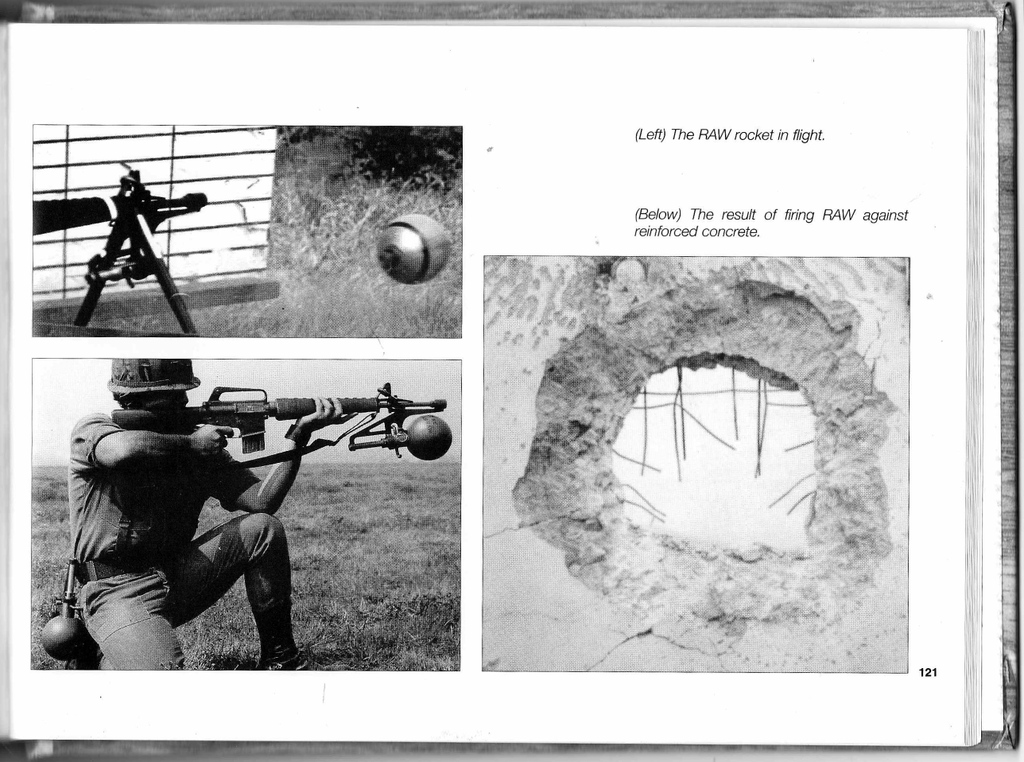 (Left) The RAW rocket in flight.
(Below) The result of firing RAW against
reinforced concrete.
121